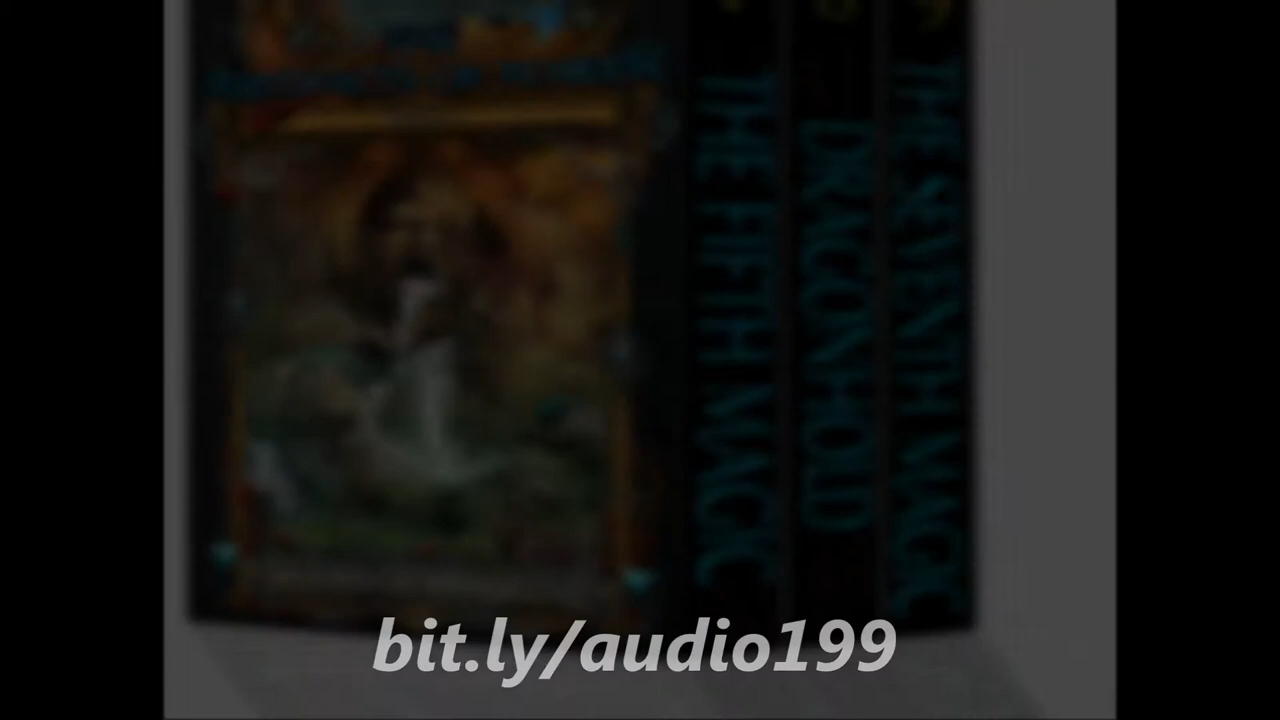 THE FIFTH MAGIC
DRAGONHOLD
THE SEVENTH MAGIC
bit.ly/audio199